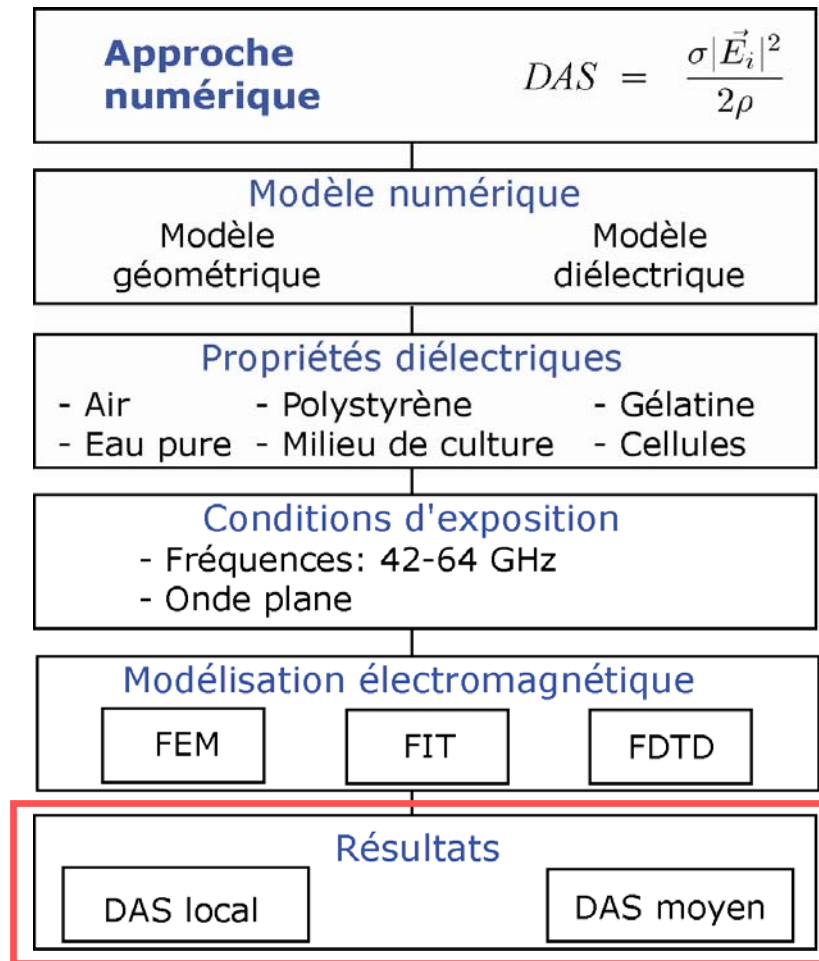 Approche
numérique
DAS = σ|E⃗ᵢ|² / 2ρ
Modèle numérique
Modèle géométrique
Modèle diélectrique
Propriétés diélectriques
- Air - Polystyrène - Gélatine
- Eau pure - Milieu de culture - Cellules
Conditions d'exposition
- Fréquences: 42-64 GHz
- Onde plane
Modélisation électromagnétique
FEM FIT FDTD
Résultats
DAS local DAS moyen